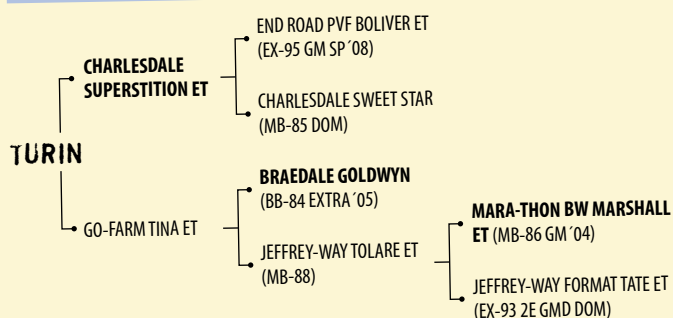 END ROAD PVF BOLIVER ET
(EX-95 GM SP´08)
CHARLESDALE
SUPERSTITION ET
CHARLESDALE SWEET STAR
(MB-85 DOM)
TURIN
BRAEDALE GOLDWYN
(BB-84 EXTRA´05)
GO-FARM TINA ET
JEFFREY-WAY TOLARE ET
(MB-88)
MARA-THON BW MARSHALL
ET (MB-86 GM´04)
JEFFREY-WAY FORMAT TATE ET
(EX-93 2E GMD DOM)